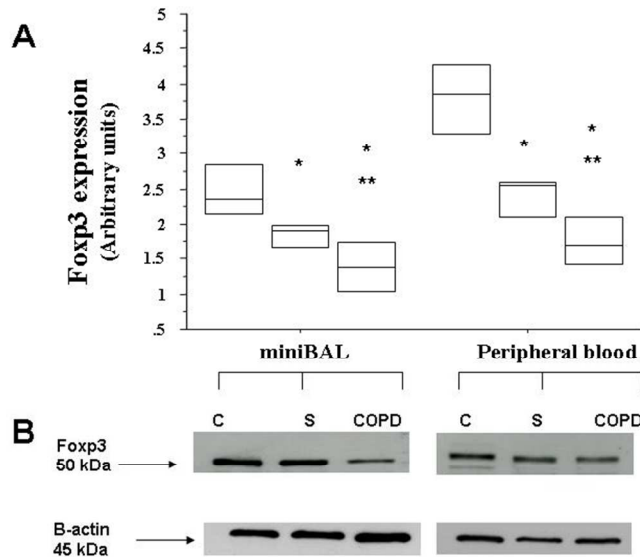 A
Foxp3 expression
(Arbitrary units)
5
4.5
4
3.5
3
2.5
2
1.5
1
.5
* * ** * * **
miniBAL Peripheral blood
C S COPD C S COPD
B
Foxp3
50 kDa
B-actin
45 kDa